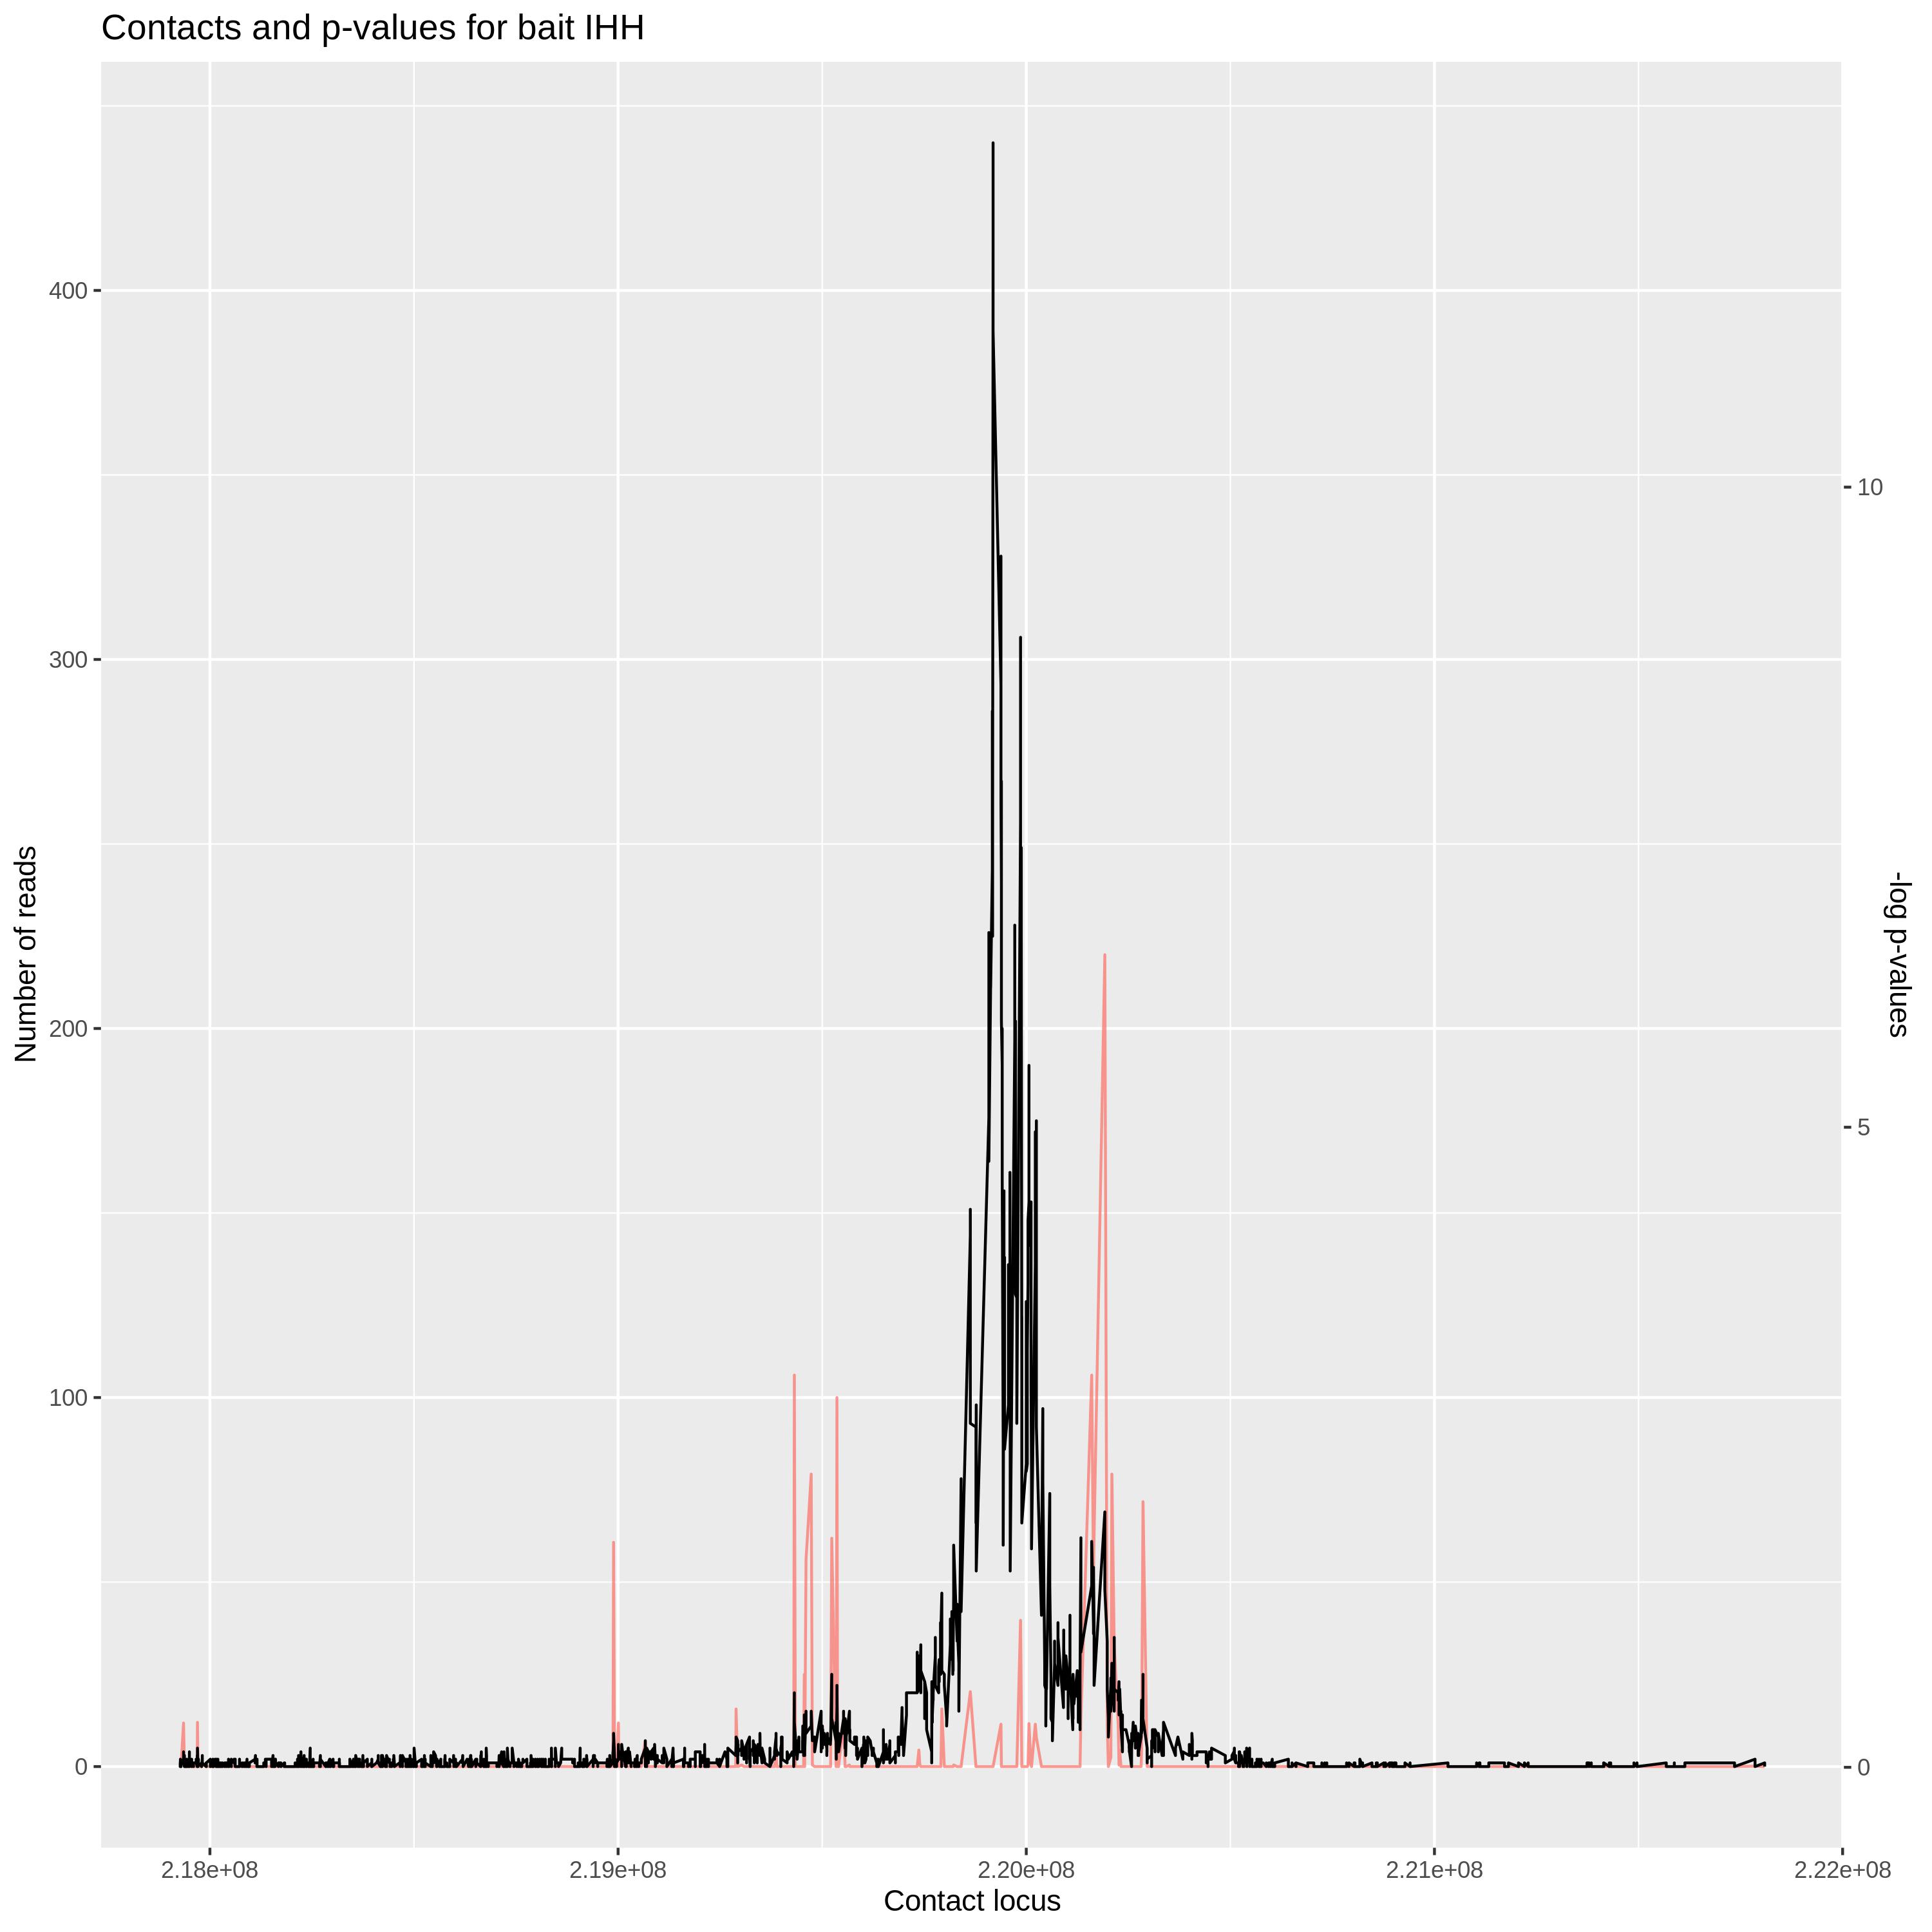 Contacts and p-values for bait IHH
400
300
200
100
0
Number of reads
10
5
0
-log p-values
2.18e+08
2.19e+08
2.20e+08
2.21e+08
2.22e+08
Contact locus